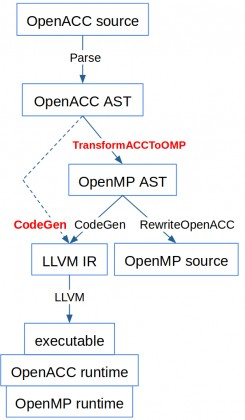 OpenACC source
Parse
OpenACC AST
TransformACCToOMP
OpenMP AST
CodeGen
CodeGen
RewriteOpenACC
LLVM IR
OpenMP source
LLVM
executable
OpenACC runtime
OpenMP runtime